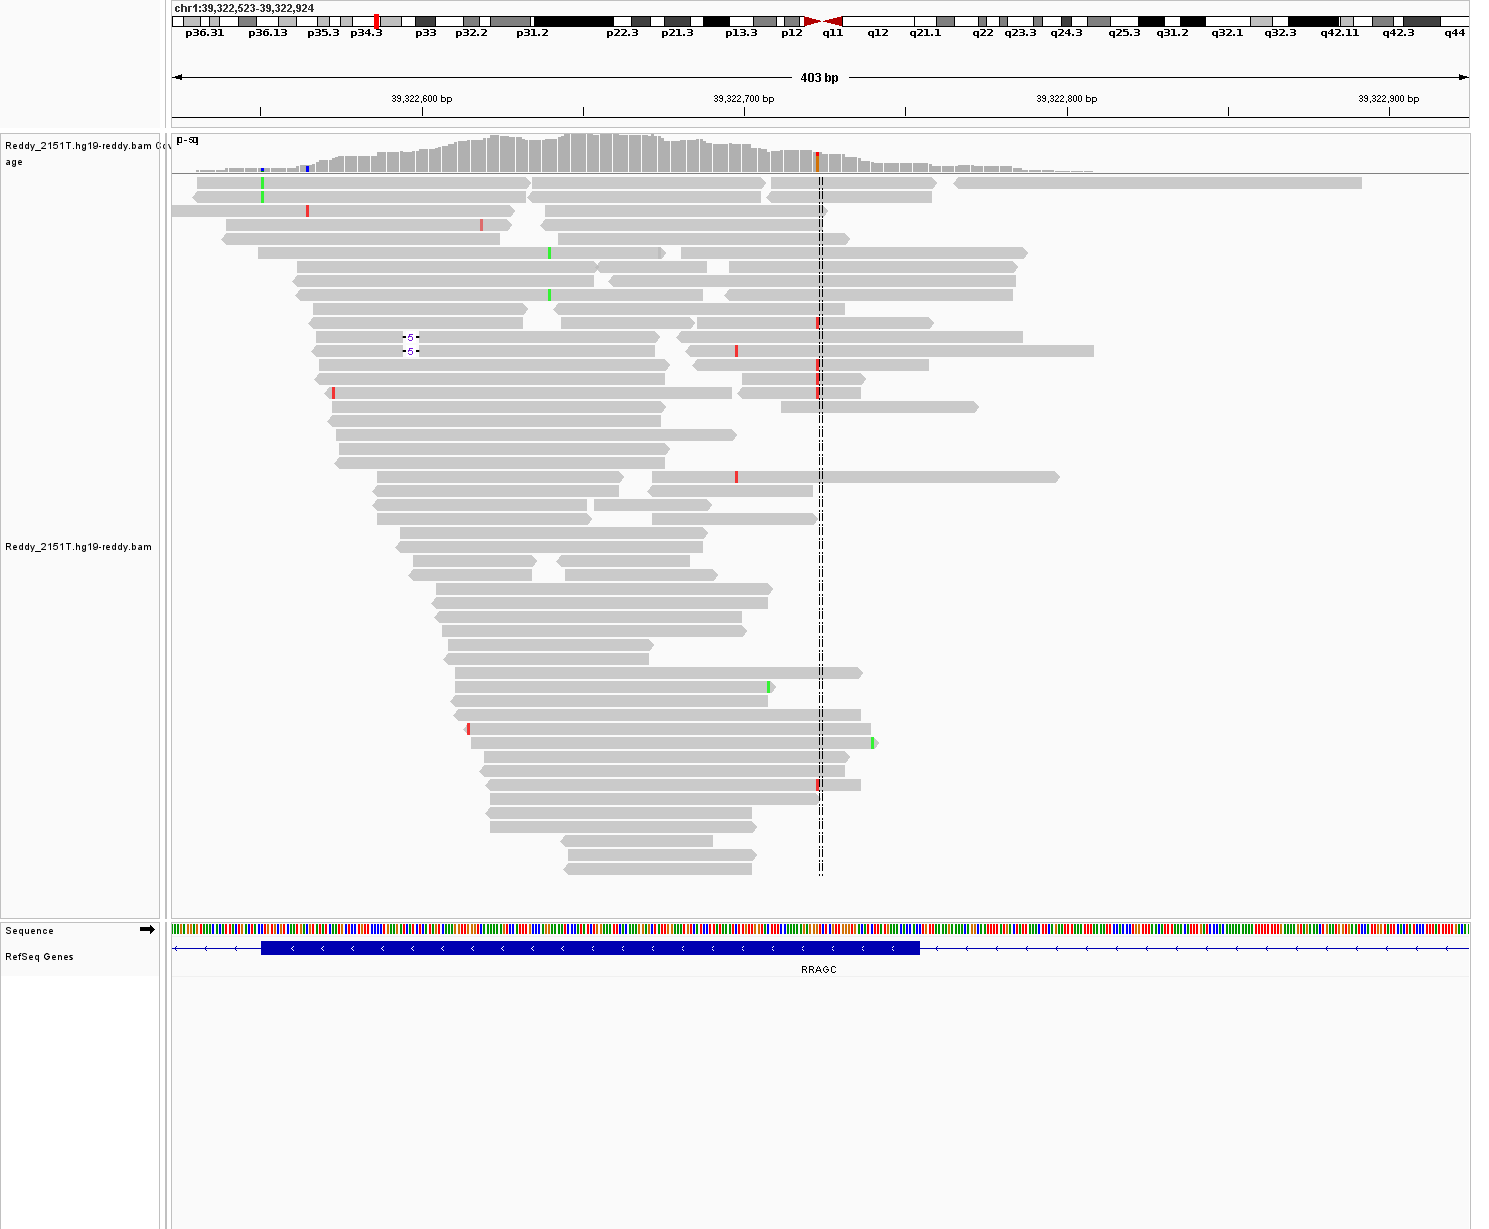 chr1:39,322,523-39,322,924
p36.31 p36.13 p35.3 p34.3 p33 p32.2 p31.2 p22.3 p21.3 p13.3 p12 q11 q12 q21.1 q22 q23.3 q24.3 q25.3 q31.2 q32.1 q32.3 q42.11 q42.3 q44
403 bp
39,322,600 bp 39,322,700 bp 39,322,800 bp 39,322,900 bp
Reddy_2151T.hg19-reddy.bam Cov
age
5
5
Reddy_2151T.hg19-reddy.bam
Sequence
RefSeq Genes
RRAGC